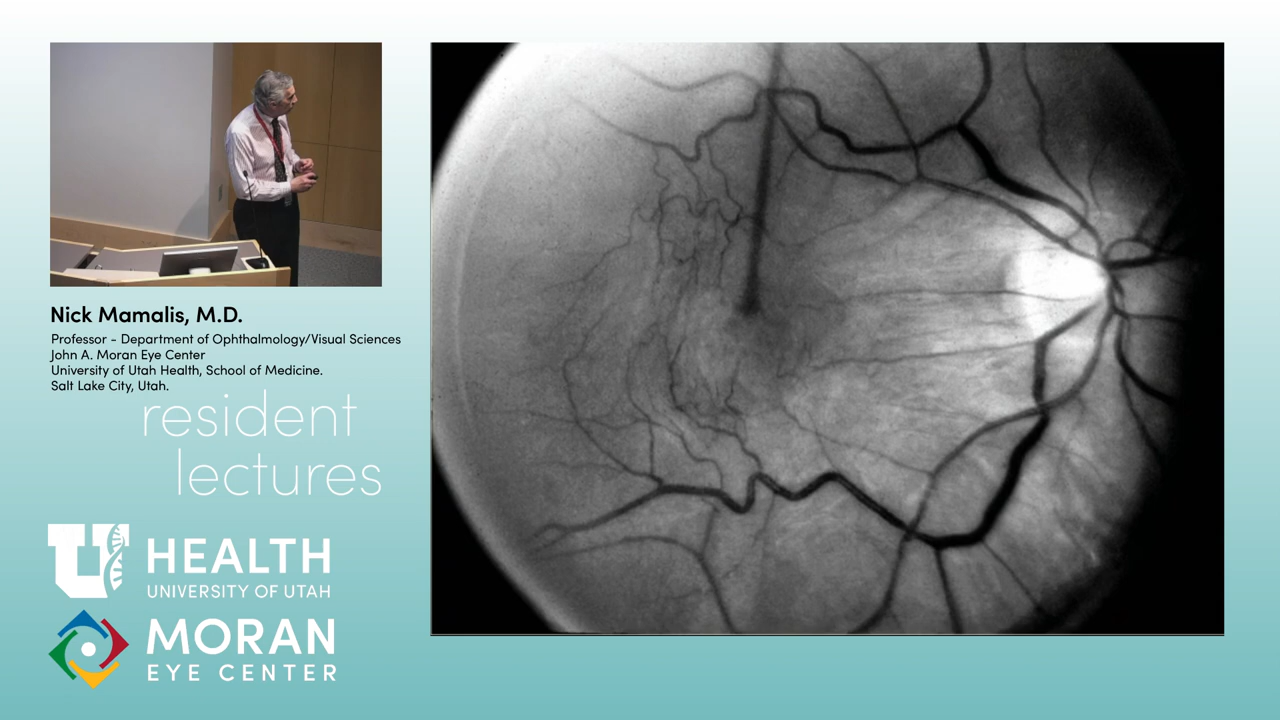 Nick Mamalis, M.D.
Professor - Department of Ophthalmology/Visual Sciences
John A. Moran Eye Center
University of Utah Health, School of Medicine.
Salt Lake City, Utah.
resident
lectures
U HEALTH
UNIVERSITY OF UTAH
MORAN
EYE CENTER